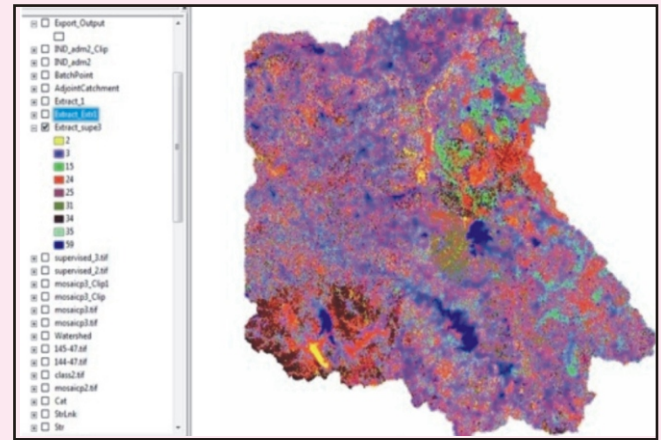 Export_Output
IND_adm2_Clip
IND_adm2
BatchPoint
AdjointCatchment
Extract_1
Extract_Extr1
Extract_supe3
2
3
15
24
25
31
34
35
59
supervised_3.tif
supervised_2.tif
mosaicp3_Clip1
mosaicp3_Clip
mosaicp3.tif
mosaicp3.tif
Watershed
145-47.tif
144-47.tif
class2.tif
mosaicp2.tif
Cat
StrLnk
Str